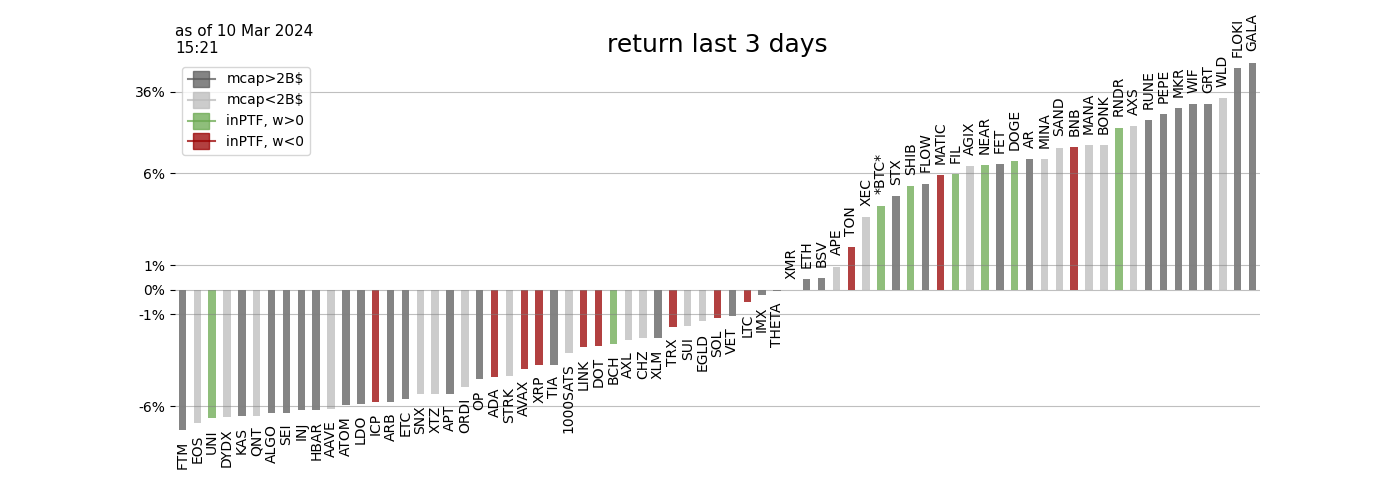 as of 10 Mar 2024
15:21
return last 3 days
mcap>2B$
mcap<2B$
inPTF, w>0
inPTF, w<0
36%
6%
1%
0%
-1%
-6%
FTM
EOS
UNI
DYDX
KAS
QNT
ALGO
SEI
INJ
HBAR
AAVE
ATOM
LDO
ICP
ARB
ETC
SNX
XTZ
APT
ORDI
OP
ADA
STRK
AVAX
XRP
TIA
1000SATS
LINK
DOT
BCH
AXL
CHZ
XLM
TRX
SUI
EGLD
SOL
VET
LTC
IMX
THETA
XMR
ETH
BSV
APE
TON
XEC
*BTC*
STX
SHIB
FLOW
MATIC
FIL
AGIX
NEAR
FET
DOGE
AR
MINA
SAND
BNB
MANA
BONK
RNDR
AXS
RUNE
PEPE
MKR
WIF
GRT
WLD
FLOKI
GALA